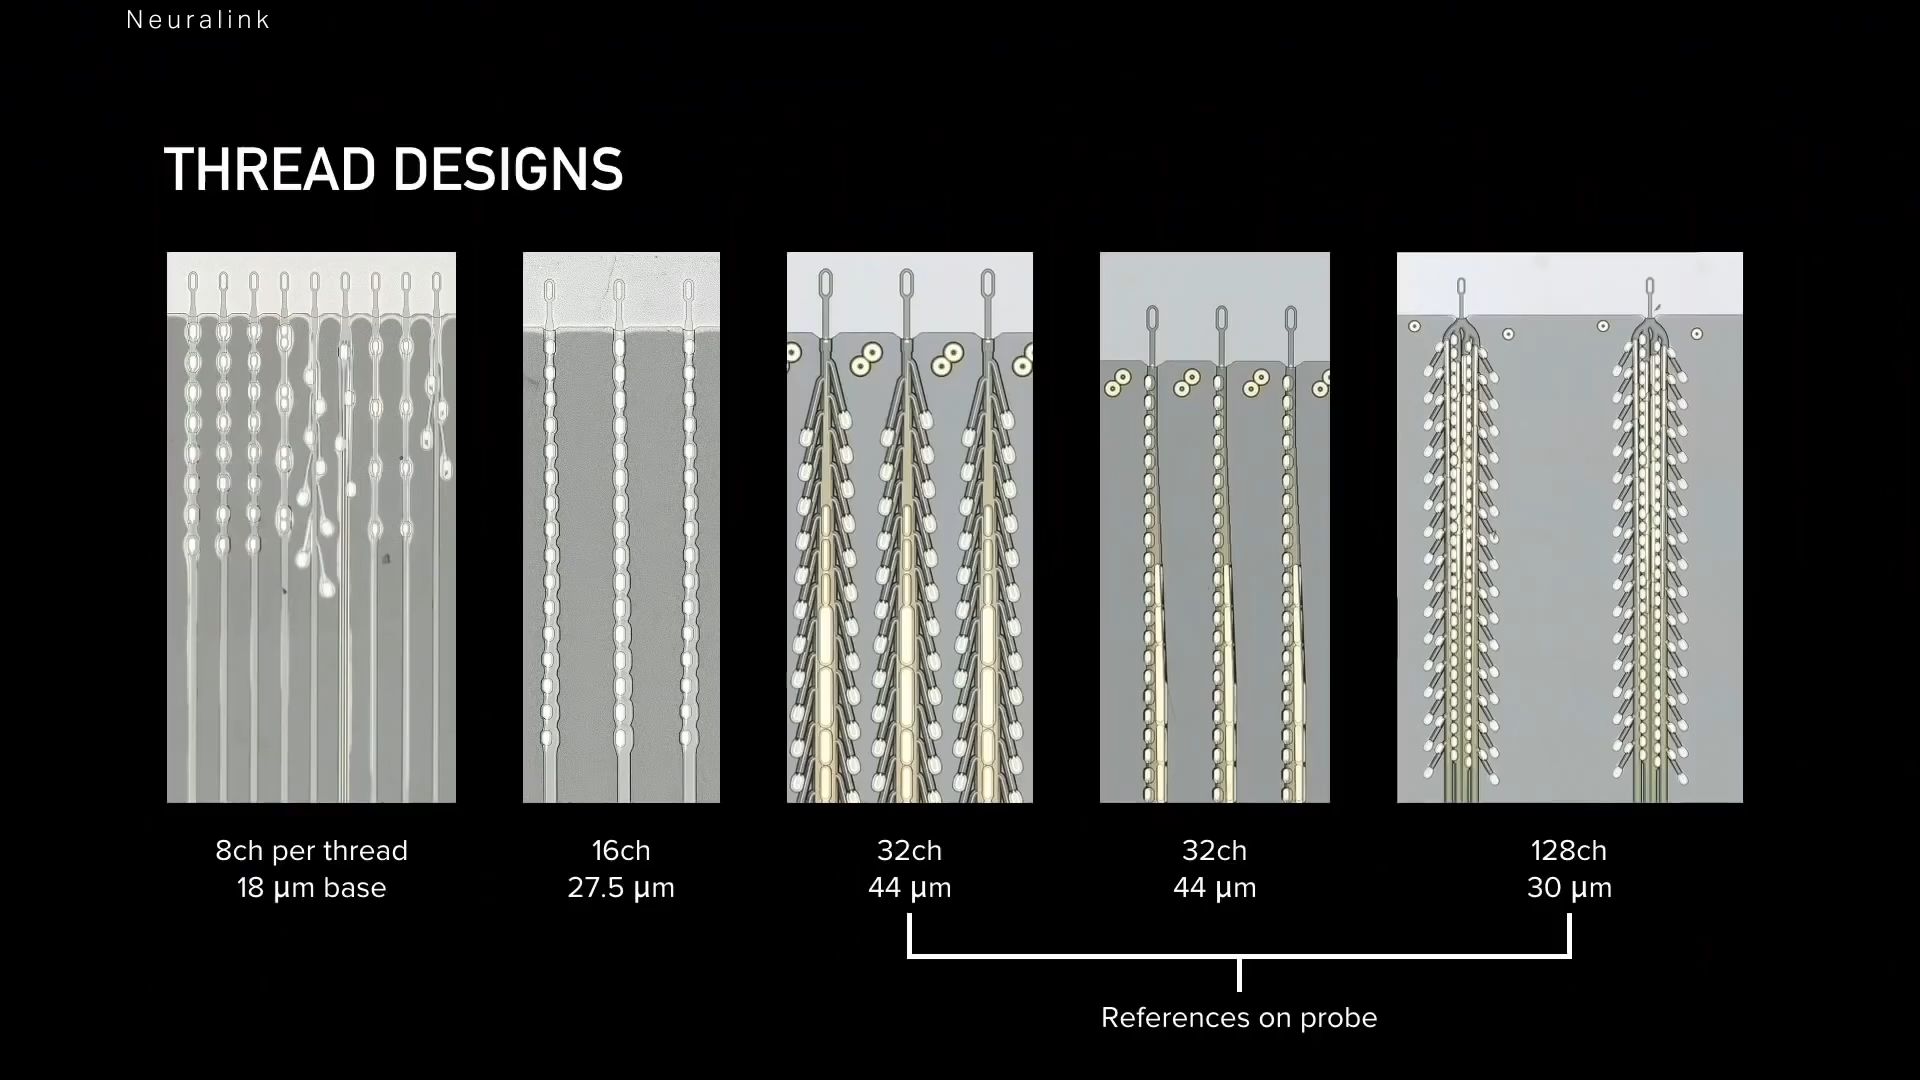 Neuralink
THREAD DESIGNS
8ch per thread
18 μm base
16ch
27.5 μm
32ch
44 μm
32ch
44 μm
128ch
30 μm
References on probe